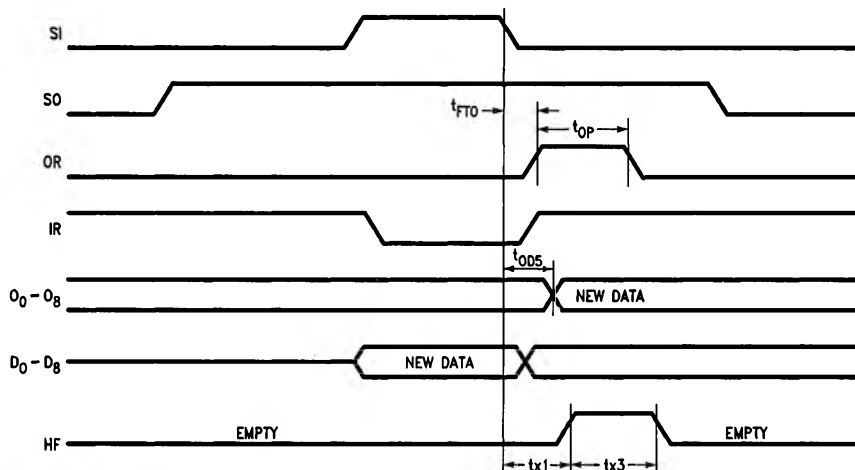 SI
SO
tFTO
tOP
OR
IR
tOD5
O0 – O8 NEW DATA
D0 – D8 NEW DATA
HF EMPTY EMPTY
tx1 tx3